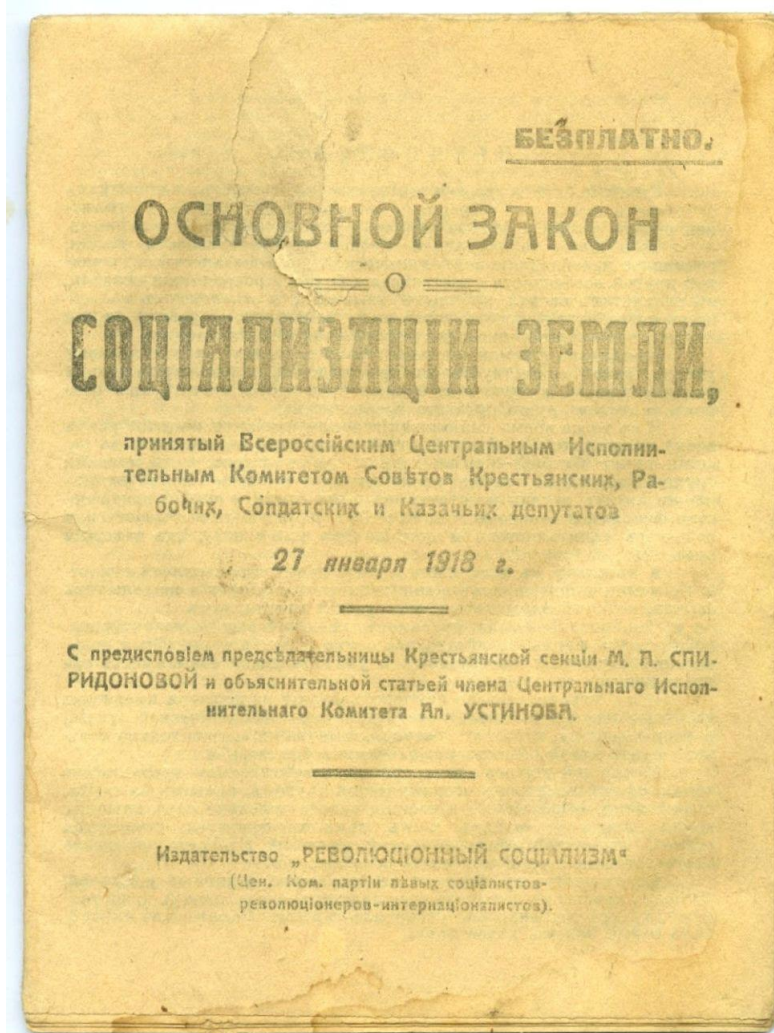 БЕЗПЛАТНО.
ОСНОВНОЙ ЗАКОН
О
СОЦІАЛИЗАЦІИ ЗЕМЛИ,
принятый Всероссійским Центральным Исполни-
тельным Комитетом Совѣтов Крестьянских, Ра-
бочих, Солдатских и Казачьих депутатов
27 января 1918 г.
С предисловіем предсѣдательницы Крестьянской секціи М. А. СПИ-
РИДОНОВОЙ и объяснительной статьей члена Центральнаго Испол-
нительнаго Комитета Ал. УСТИНОВА.
Издательство „РЕВОЛЮЦІОННЫЙ СОЦІАЛИЗМ“
(Цен. Ком. партіи лѣвых соціалистов-
революціонеров-интернаціоналистов).